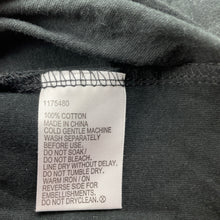 1175480
100% COTTON
MADE IN CHINA
COLD GENTLE MACHINE
WASH SEPARATELY
BEFORE USE.
DO NOT SOAK/
DO NOT BLEACH.
LINE DRY WITHOUT DELAY.
DO NOT TUMBLE DRY.
WARM IRON / ON
REVERSE SIDE FOR
EMBELLISHMENTS.
DO NOT DRYCLEAN.